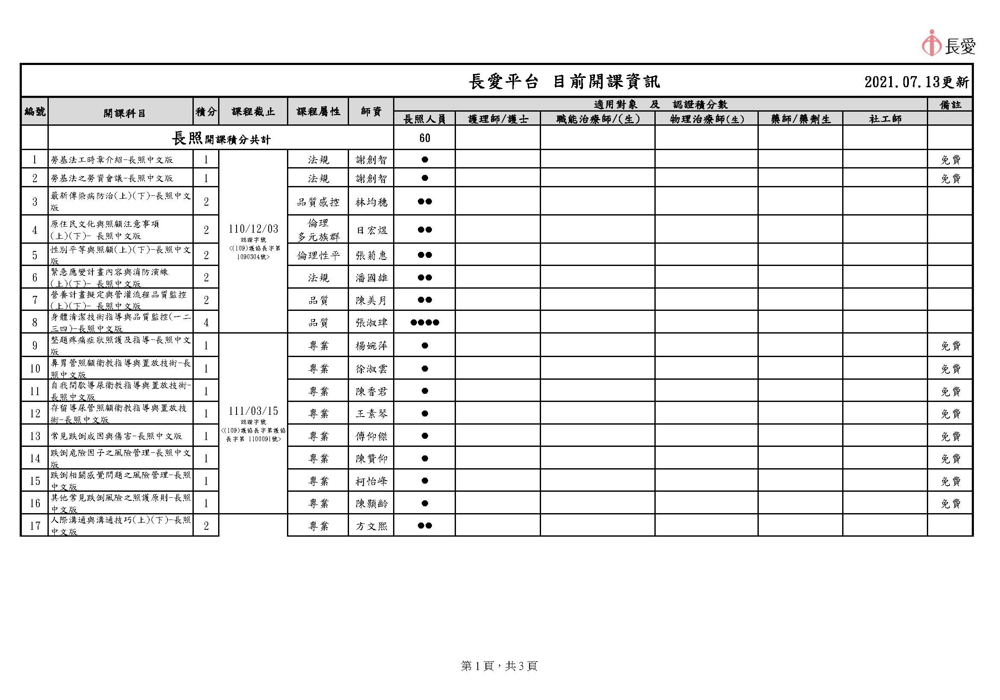 長愛
長愛平台 目前開課資訊 2021.07.13更新
編號 開課科目 積分 課程截止 課程屬性 師資 適用對象 及 認證積分數 備註
長照人員 護理師/護士 職能治療師/(生) 物理治療師(生) 藥師/藥劑生 社工師
長照開課積分共計 60
1 勞基法工時章介紹-長照中文版 1 法規 謝創智 ● 免費
2 勞基法之勞資會議-長照中文版 1 法規 謝創智 ● 免費
3 最新傳染病防治(上)(下)-長照中文
版 2 品質感控 林均穗 ●●
4 原住民文化與照顧注意事項
(上)(下)- 長照中文版 2 倫理
多元族群 日宏煜 ●●
110/12/03
認證字號
<(109)護協長字第
1090304號>
5 性別平等與照顧(上)(下)-長照中文
版 2 倫理性平 張菊惠 ●●
6 緊急應變計畫內容與消防演練
(上)(下)- 長照中文版 2 法規 潘國雄 ●●
7 營養計畫擬定與管灌流程品質監控
(上)(下)- 長照中文版 2 品質 陳美月 ●●
8 身體清潔技術指導與品質監控(一二
三四)-長照中文版 4 品質 張淑珒 ●●●●
9 整題疼痛症狀照護及指導-長照中文
版 1 專業 楊婉萍 ● 免費
10 鼻胃管照顧衛教指導與置放技術-長
照中文版 1 專業 徐淑雲 ● 免費
11 自我間歇導尿衛教指導與置放技術-
長照中文版 1 專業 陳香君 ● 免費
12 存留導尿管照顧衛教指導與置放技
術-長照中文版 1 專業 王素琴 ● 免費
111/03/15
認證字號
<(109)護協長字第護協
長字第 1100091號>
13 常見跌倒成因與傷害-長照中文版 1 專業 傅仰傑 ● 免費
14 跌倒危險因子之風險管理-長照中文
版 1 專業 陳贊仰 ● 免費
15 跌倒相關感覺問題之風險管理-長照
中文版 1 專業 柯怡峰 ● 免費
16 其他常見跌倒風險之照護原則-長照
中文版 1 專業 陳顥齡 ● 免費
17 人際溝通與溝通技巧(上)(下)-長照
中文版 2 專業 方文熙 ●●
第 1 頁，共 3 頁